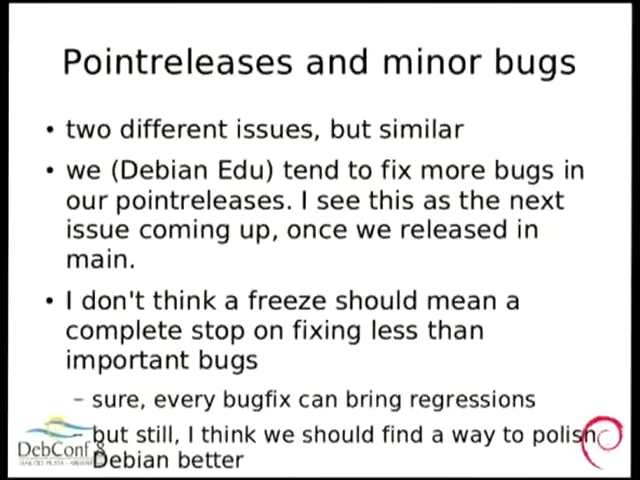 Pointreleases and minor bugs
• two different issues, but similar
• we (Debian Edu) tend to fix more bugs in
our pointreleases. I see this as the next
issue coming up, once we released in
main.
• I don't think a freeze should mean a
complete stop on fixing less than
important bugs
– sure, every bugfix can bring regressions
– but still, I think we should find a way to polish
Debian better
DebConf 8